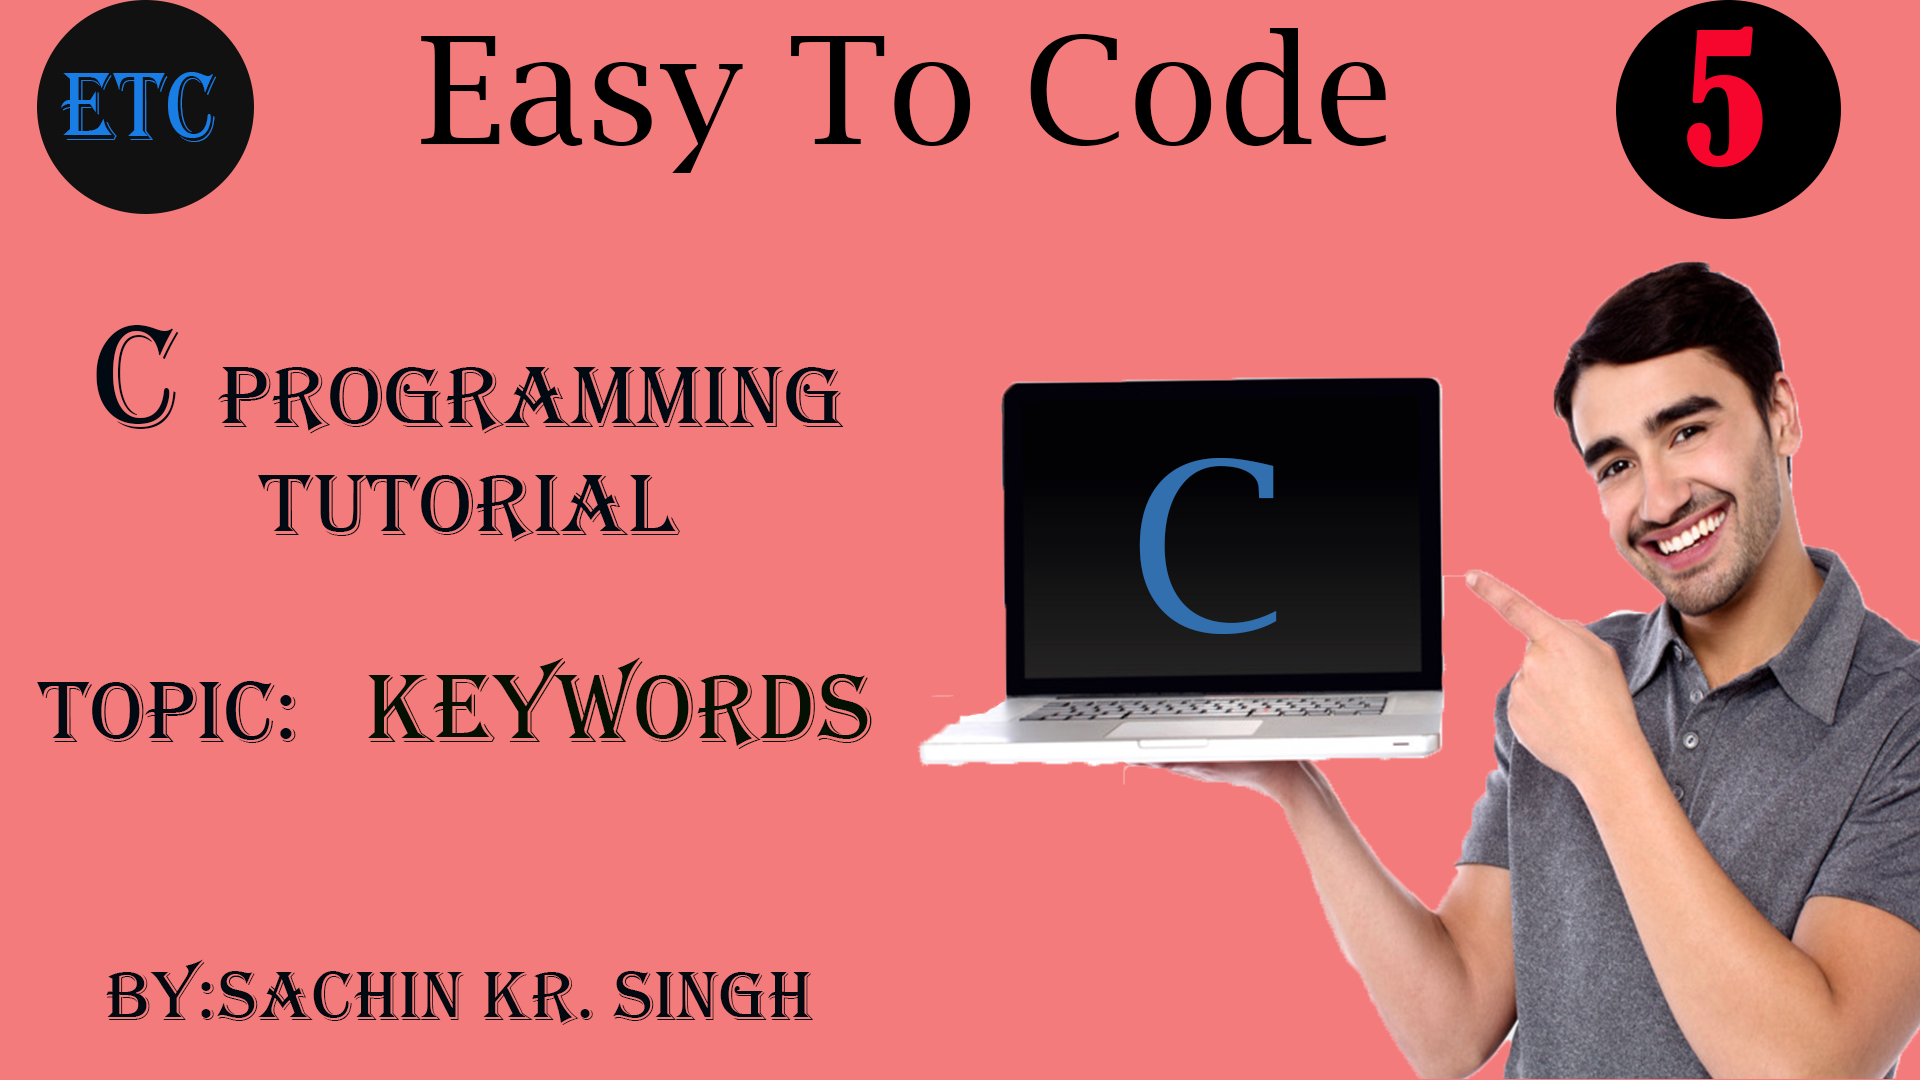 ETC
Easy To Code
5
C PROGRAMMING
TUTORIAL
C
TOPIC: KEYWORDS
BY:SACHIN KR. SINGH